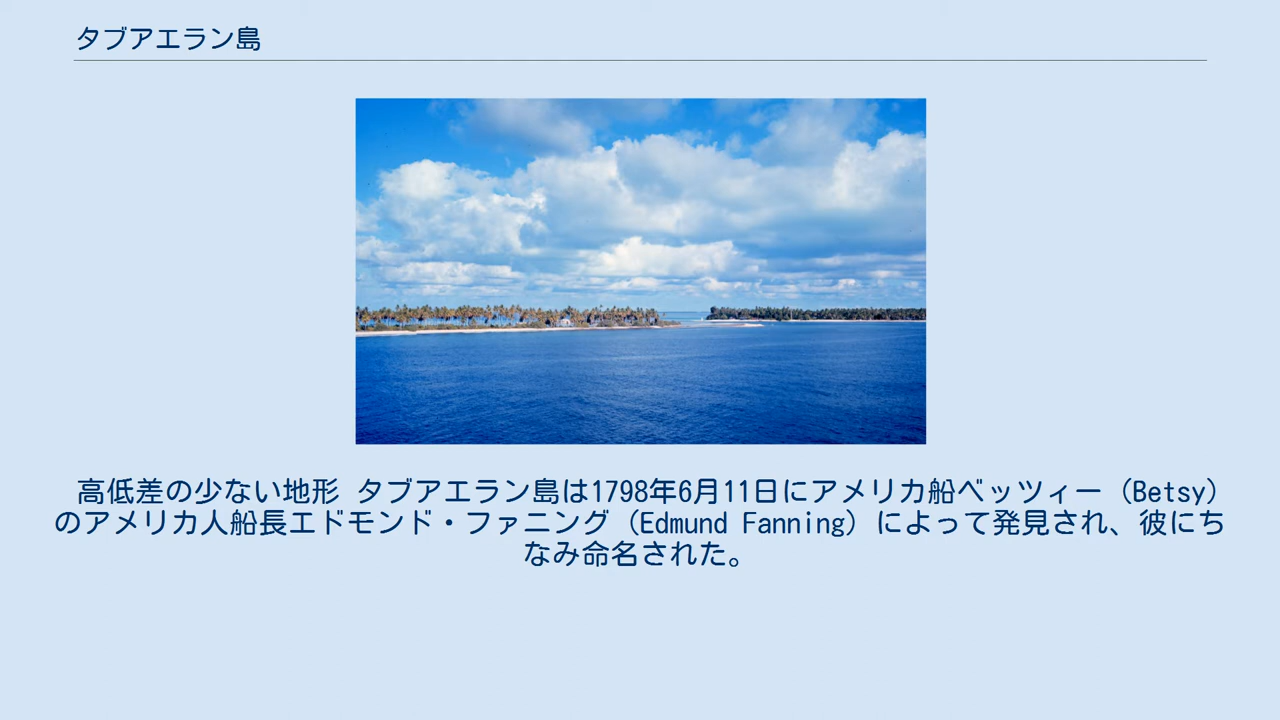 タブアエラン島
高低差の少ない地形 タブアエラン島は1798年6月11日にアメリカ船ベッツィー（Betsy）
のアメリカ人船長エドモンド・ファニング（Edmund Fanning）によって発見され、彼にち
なみ命名された。